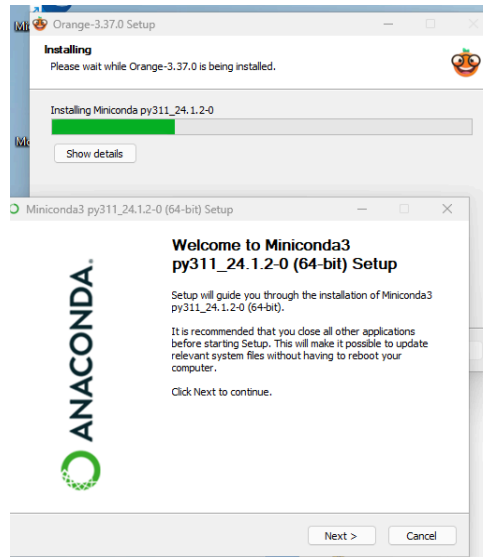 Orange-3.37.0 Setup
Installing
Please wait while Orange-3.37.0 is being installed.
Installing Miniconda py311_24.1.2-0
Show details
Miniconda3 py311_24.1.2-0 (64-bit) Setup
ANACONDA.
Welcome to Miniconda3
py311_24.1.2-0 (64-bit) Setup
Setup will guide you through the installation of Miniconda3
py311_24.1.2-0 (64-bit).
It is recommended that you close all other applications
before starting Setup. This will make it possible to update
relevant system files without having to reboot your
computer.
Click Next to continue.
Next >
Cancel